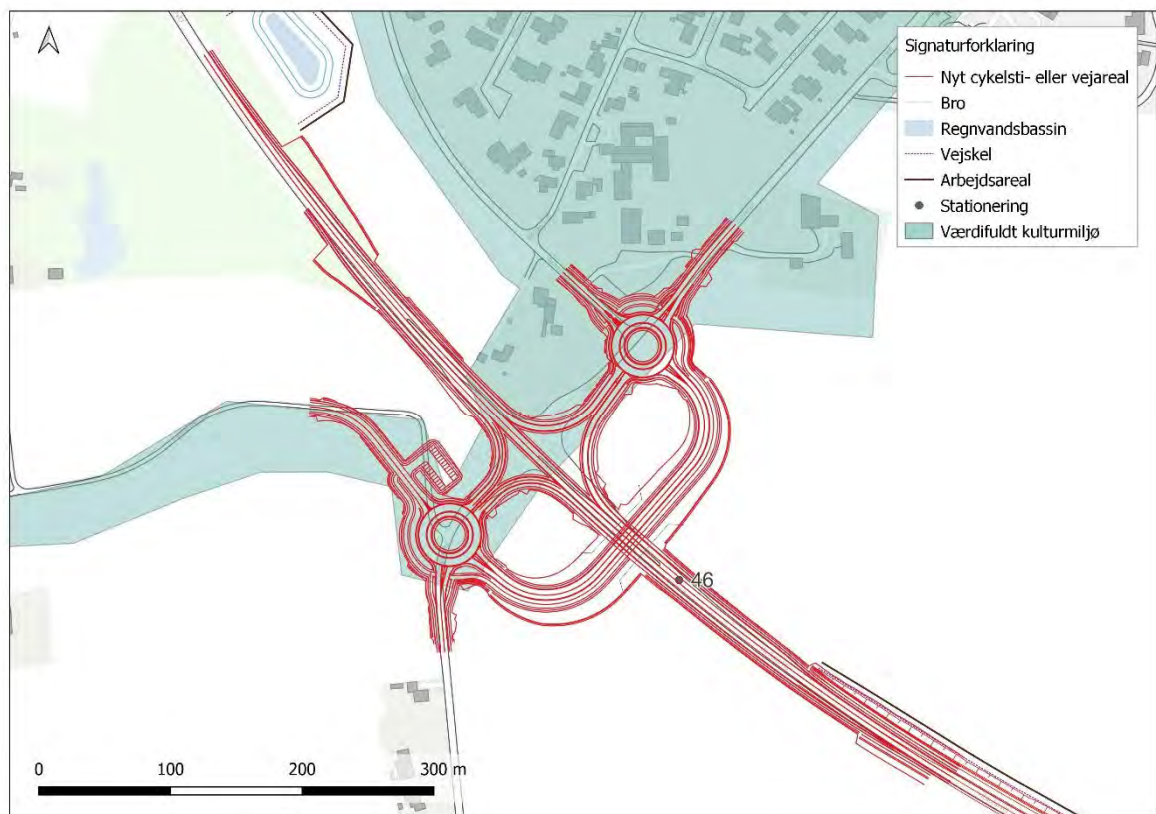 Signaturforklaring
Nyt cykelsti- eller vejareal
Bro
Regnvandsbassin
Vejskel
Arbejdsareal
Stationering
Værdifuldt kulturmiljø
46
0 100 200 300 m